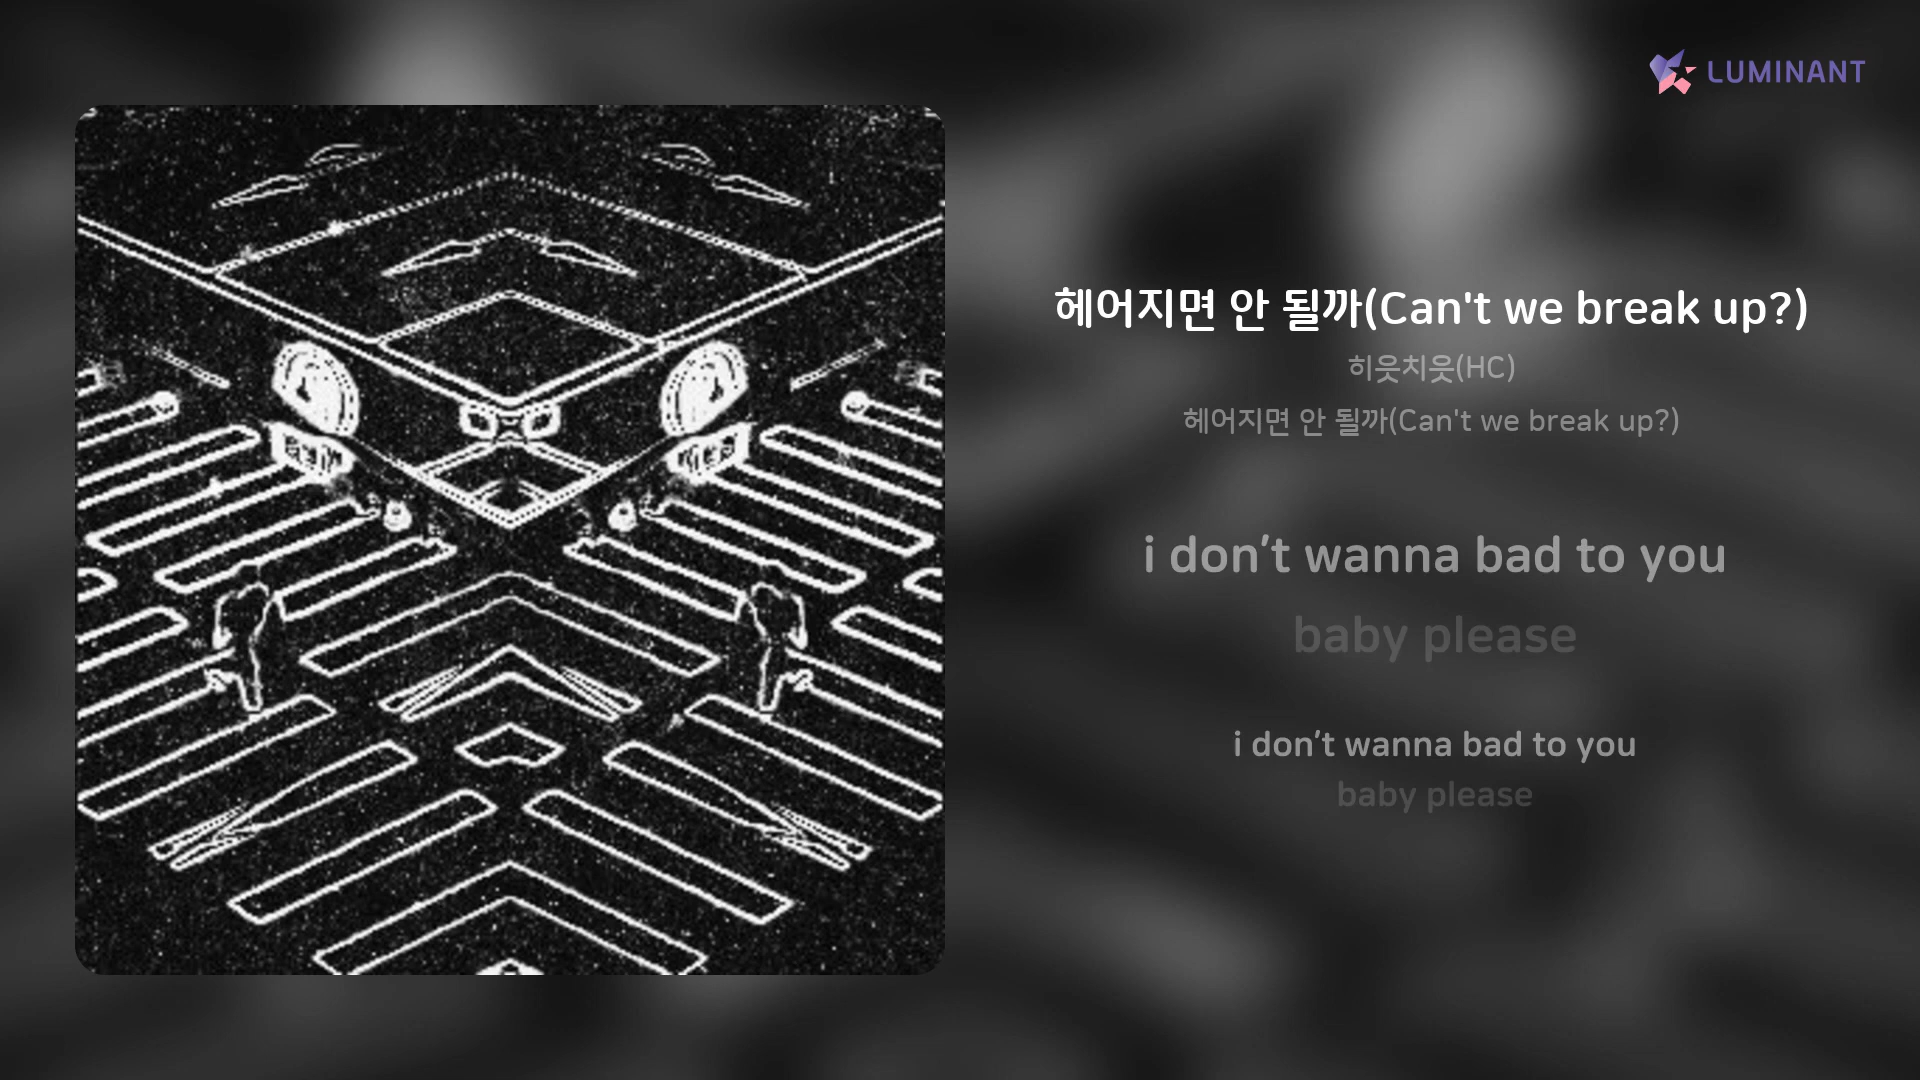 LUMINANT
헤어지면 안 될까(Can't we break up?)
히읗치읓(HC)
헤어지면 안 될까(Can't we break up?)
i don’t wanna bad to you
baby please
i don’t wanna bad to you
baby please